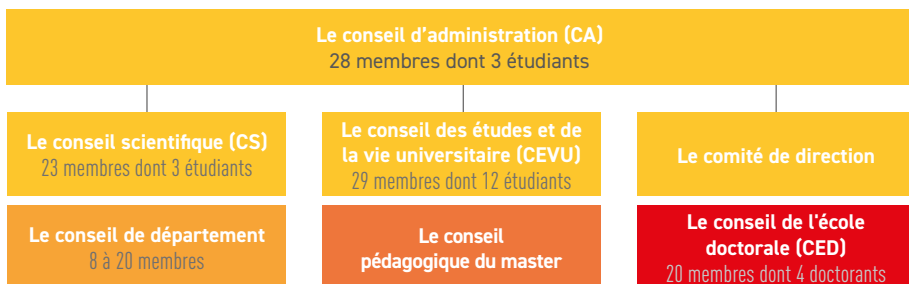 Le conseil d'administration (CA)
28 membres dont 3 étudiants
Le conseil scientifique (CS)
23 membres dont 3 étudiants
Le conseil des études et de
la vie universitaire (CEVU)
29 membres dont 12 étudiants
Le comité de direction
Le conseil de département
8 à 20 membres
Le conseil
pédagogique du master
Le conseil de l'école
doctorale (CED)
20 membres dont 4 doctorants